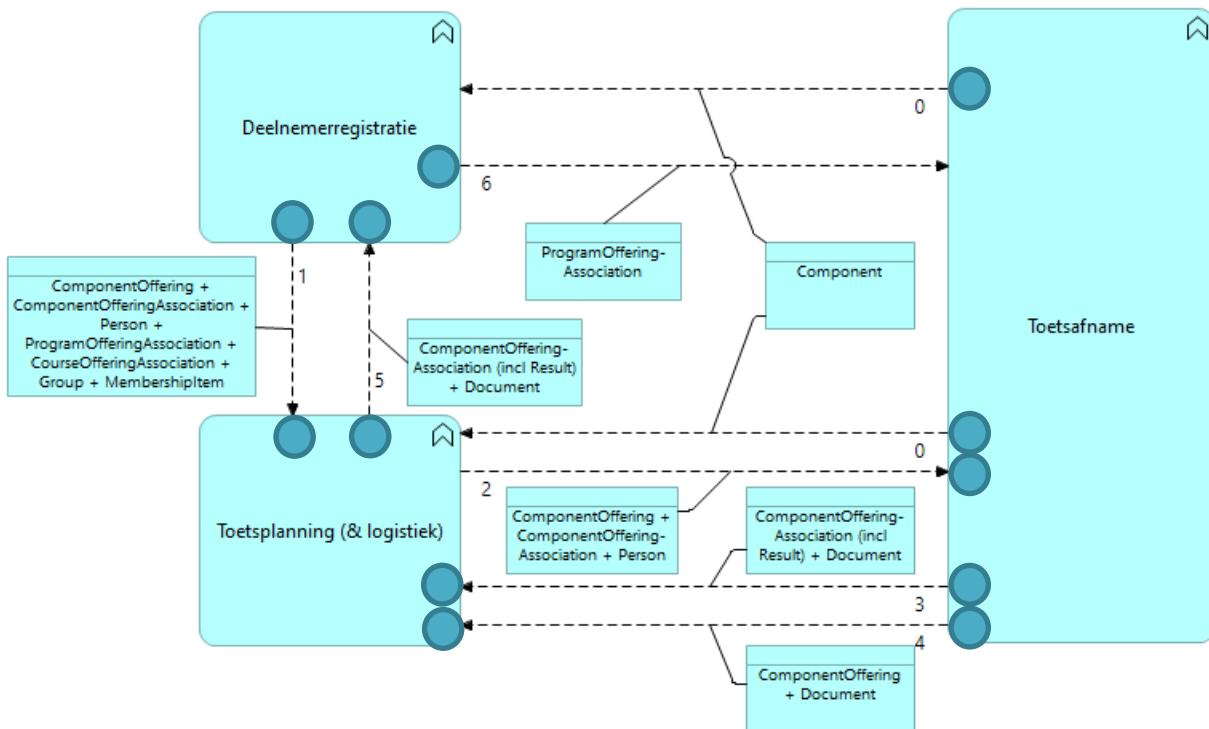 Deelnemerregistratie
0
6
ProgramOffering-
Association
Component
Toetsafname
1
ComponentOffering +
ComponentOfferingAssociation +
Person +
ProgramOfferingAssociation +
CourseOfferingAssociation +
Group + MembershipItem
ComponentOffering-
Association (incl Result)
+ Document
5
0
2
Toetsplanning (& logistiek)
ComponentOffering +
ComponentOffering-
Association + Person
ComponentOffering-
Association (incl
Result) + Document
3
4
ComponentOffering
+ Document